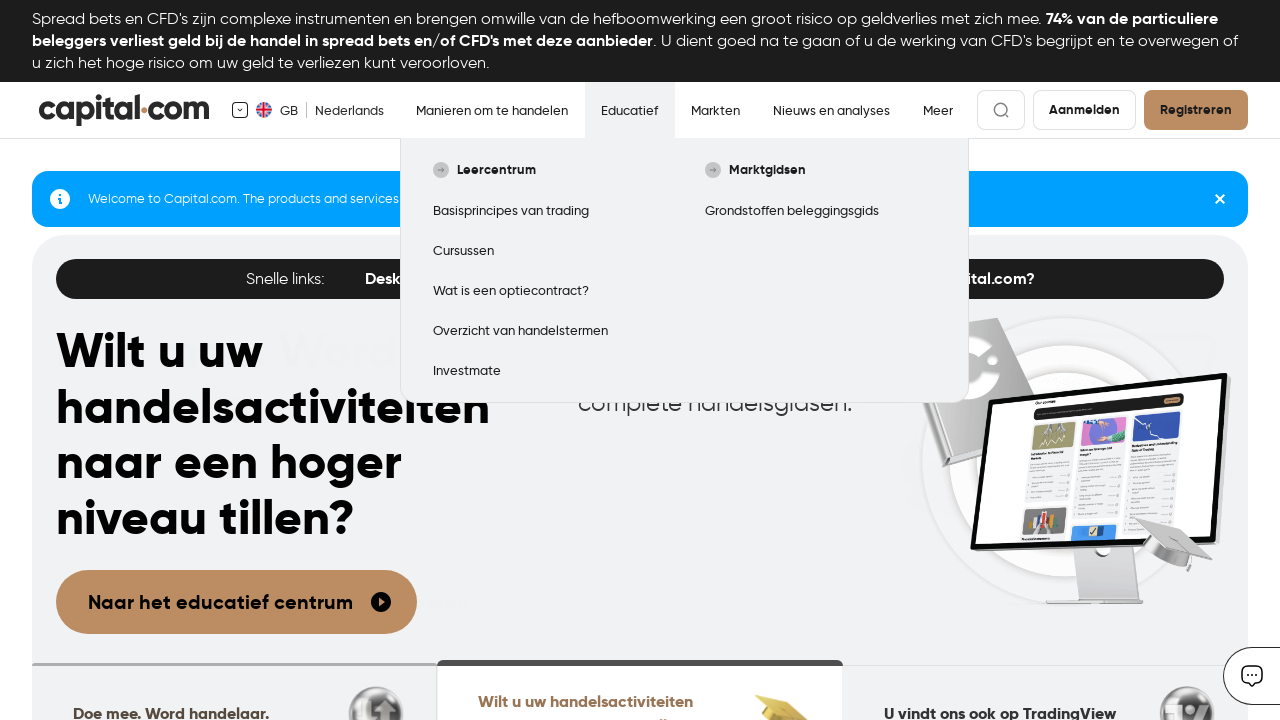 Spread bets en CFD's zijn complexe instrumenten en brengen omwille van de hefboomwerking een groot risico op geldverlies met zich mee. 74% van de particuliere
beleggers verliest geld bij de handel in spread bets en/of CFD's met deze aanbieder. U dient goed na te gaan of u de werking van CFD's begrijpt en te overwegen of
u zich het hoge risico om uw geld te verliezen kunt veroorloven.
capital.com GB Nederlands Manieren om te handelen Educatief Markten Nieuws en analyses Meer Aanmelden Registreren
Leercentrum Marktgidsen
Basisprincipes van trading Grondstoffen beleggingsgids
Cursussen
Wat is een optiecontract?
Overzicht van handelstermen
Investmate
Welcome to Capital.com. The products and services
Snelle links:
Wilt u uw
handelsactiviteiten
naar een hoger
niveau tillen?
complete handelsglasen.
Naar het educatief centrum
Doe mee. Word handelaar.
Wilt u uw handelsactiviteiten
U vindt ons ook op TradingView